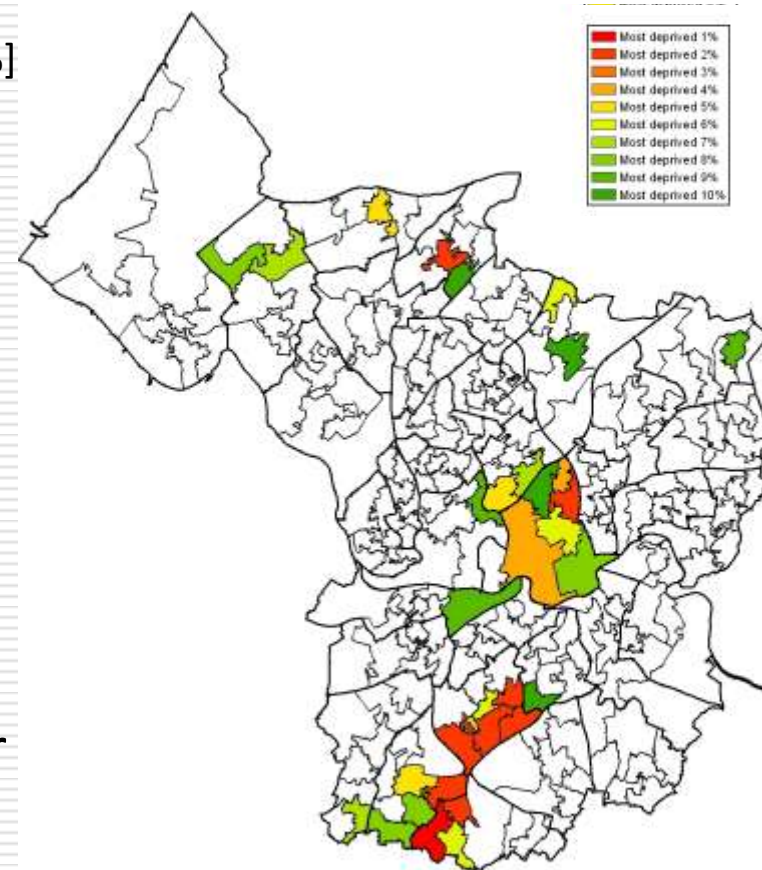 Most deprived 1%
Most deprived 2%
Most deprived 3%
Most deprived 4%
Most deprived 5%
Most deprived 6%
Most deprived 7%
Most deprived 8%
Most deprived 9%
Most deprived 10%